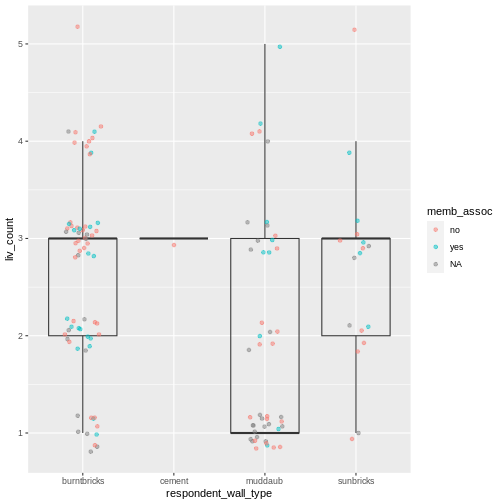 5
4
3
2
1
liv_count
burntbricks cement muddaub sunbricks
respondent_wall_type
memb_assoc
no
yes
NA